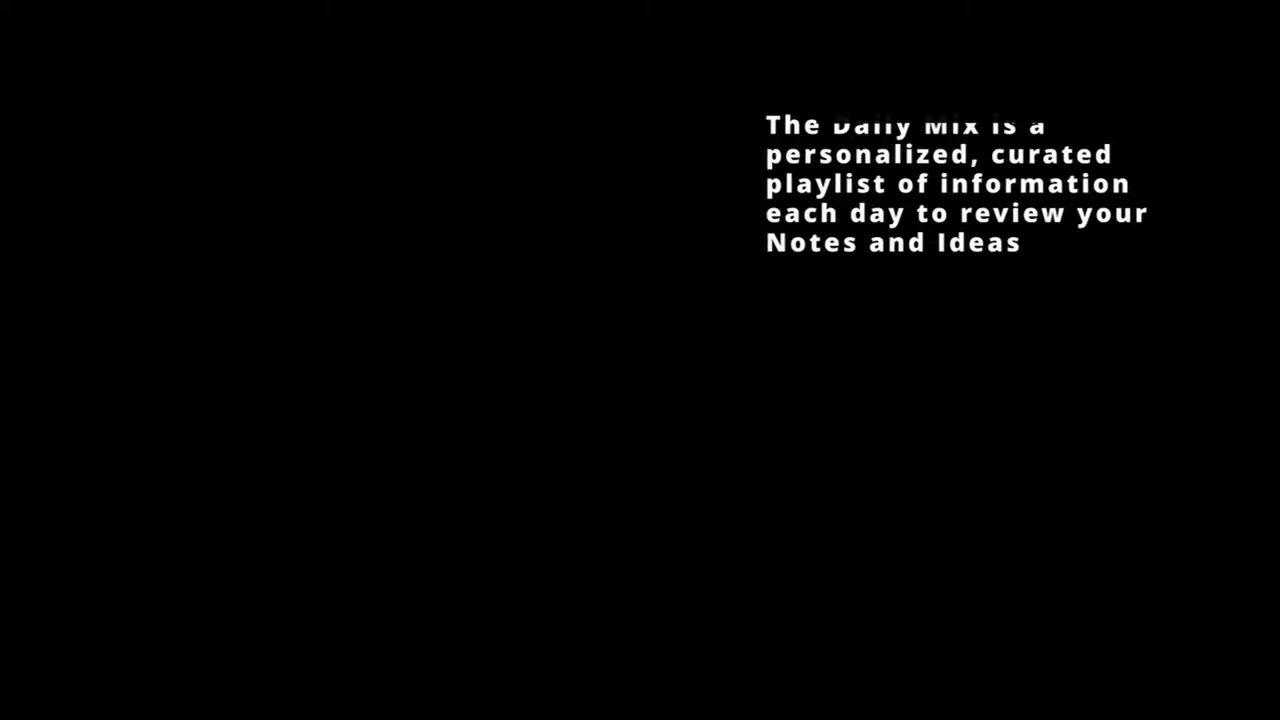 The Daily Mix is a
personalized, curated
playlist of information
each day to review your
Notes and Ideas